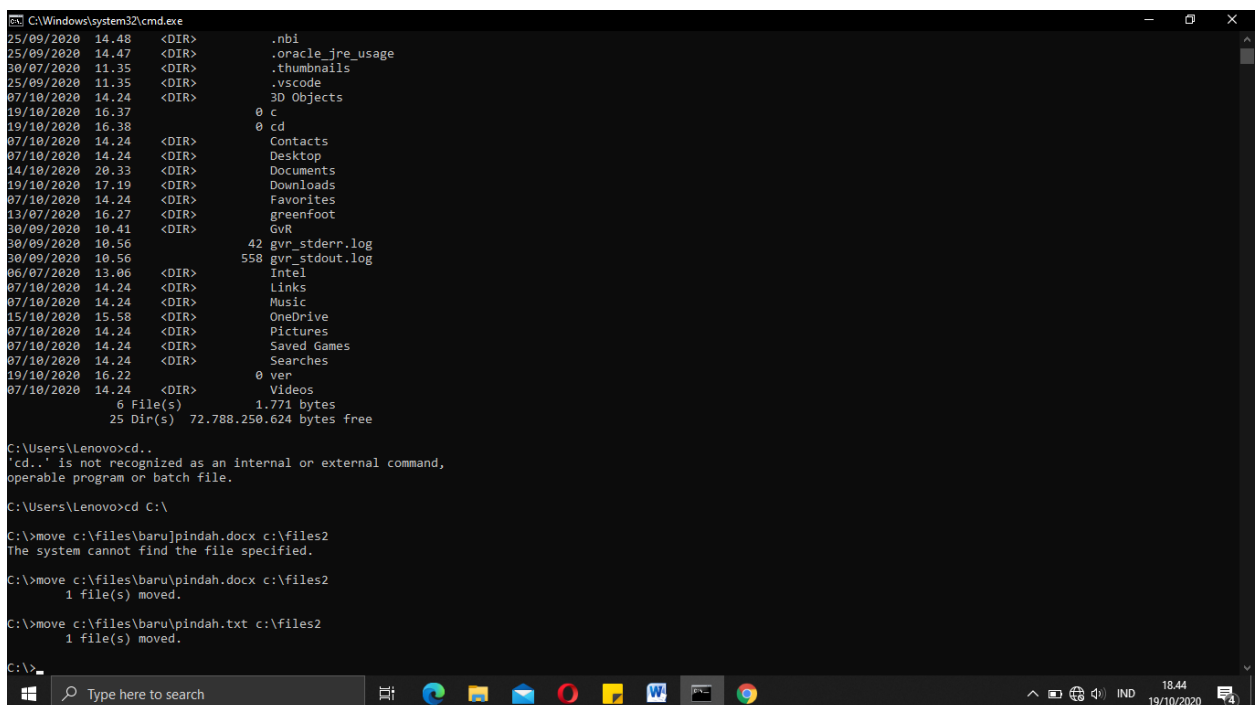 C:\Windows\system32\cmd.exe
25/09/2020  14.48    <DIR>          .nbi
25/09/2020  14.47    <DIR>          .oracle_jre_usage
30/07/2020  11.35    <DIR>          .thumbnails
25/09/2020  11.35    <DIR>          .vscode
07/10/2020  14.24    <DIR>          3D Objects
19/10/2020  16.37                 0 c
19/10/2020  16.38                 0 cd
07/10/2020  14.24    <DIR>          Contacts
07/10/2020  14.24    <DIR>          Desktop
14/10/2020  20.33    <DIR>          Documents
19/10/2020  17.19    <DIR>          Downloads
07/10/2020  14.24    <DIR>          Favorites
13/07/2020  16.27    <DIR>          greenfoot
30/09/2020  10.41    <DIR>          GvR
30/09/2020  10.56                42 gvr_stderr.log
30/09/2020  10.56               558 gvr_stdout.log
06/07/2020  13.06    <DIR>          Intel
07/10/2020  14.24    <DIR>          Links
07/10/2020  14.24    <DIR>          Music
15/10/2020  15.58    <DIR>          OneDrive
07/10/2020  14.24    <DIR>          Pictures
07/10/2020  14.24    <DIR>          Saved Games
07/10/2020  14.24    <DIR>          Searches
19/10/2020  16.22                 0 ver
07/10/2020  14.24    <DIR>          Videos
6 File(s)          1.771 bytes
25 Dir(s)  72.788.250.624 bytes free
C:\Users\Lenovo>cd..
'cd..' is not recognized as an internal or external command,
operable program or batch file.
C:\Users\Lenovo>cd C:\
C:\>move c:\files\baru]pindah.docx c:\files2
The system cannot find the file specified.
C:\>move c:\files\baru\pindah.docx c:\files2
1 file(s) moved.
C:\>move c:\files\baru\pindah.txt c:\files2
1 file(s) moved.
C:\>_
Type here to search
IND
18.44
19/10/2020
4